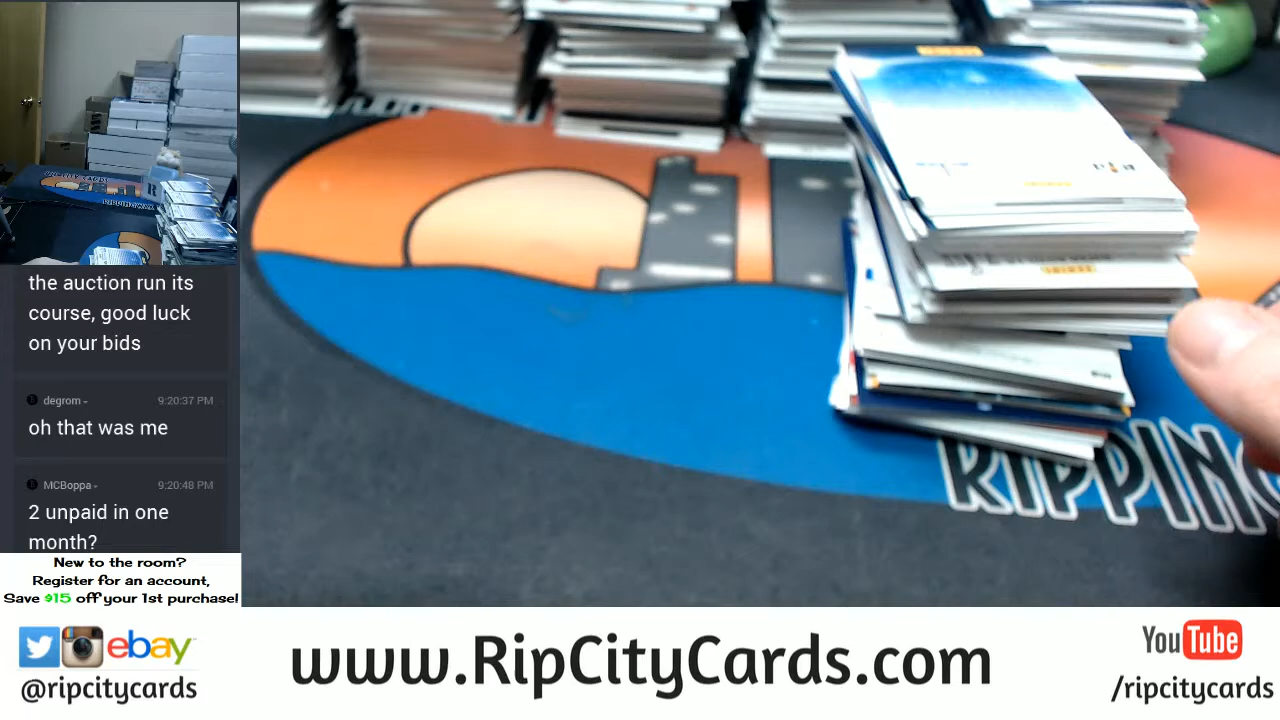 the auction run its
course, good luck
on your bids
degrom
9:20:37 PM
oh that was me
MCBoppa
9:20:48 PM
2 unpaid in one
month?
New to the room?
Register for an account,
Save $15 off your 1st purchase!
ebay
@ripcitycards
www.RipCityCards.com
YouTube
/ripcitycards
RIPPING